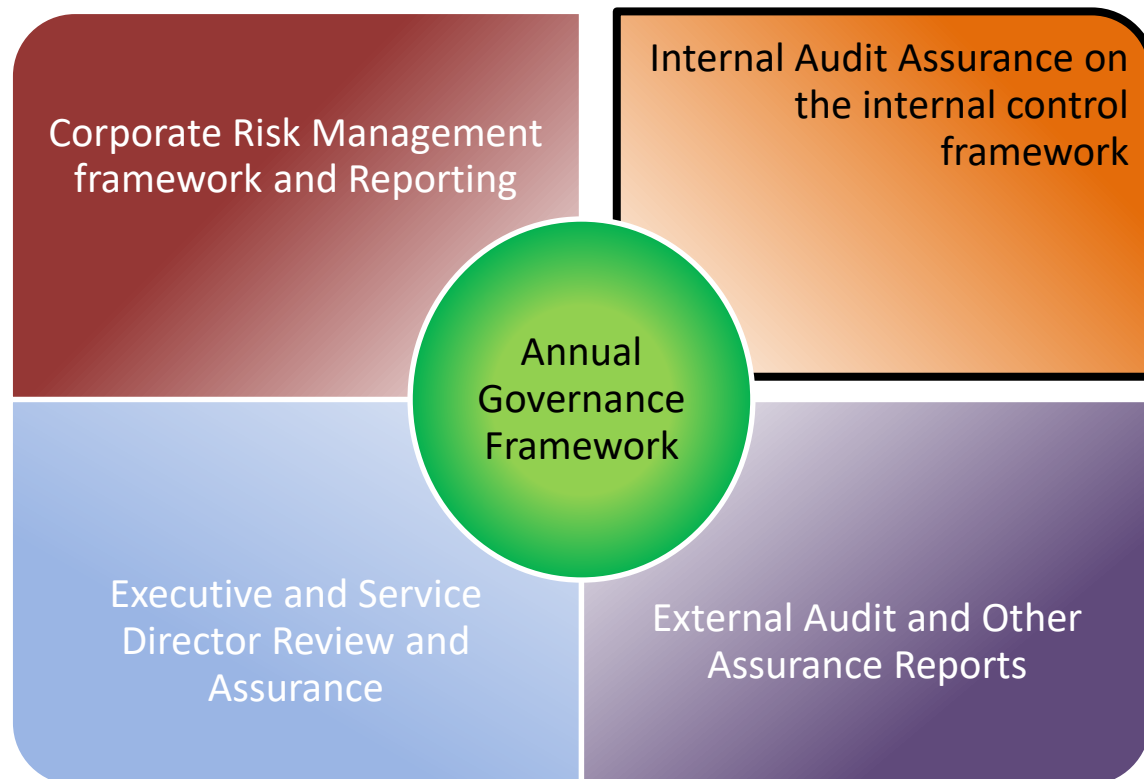 Corporate Risk Management
framework and Reporting
Internal Audit Assurance on
the internal control
framework
Annual
Governance
Framework
Executive and Service
Director Review and
Assurance
External Audit and Other
Assurance Reports